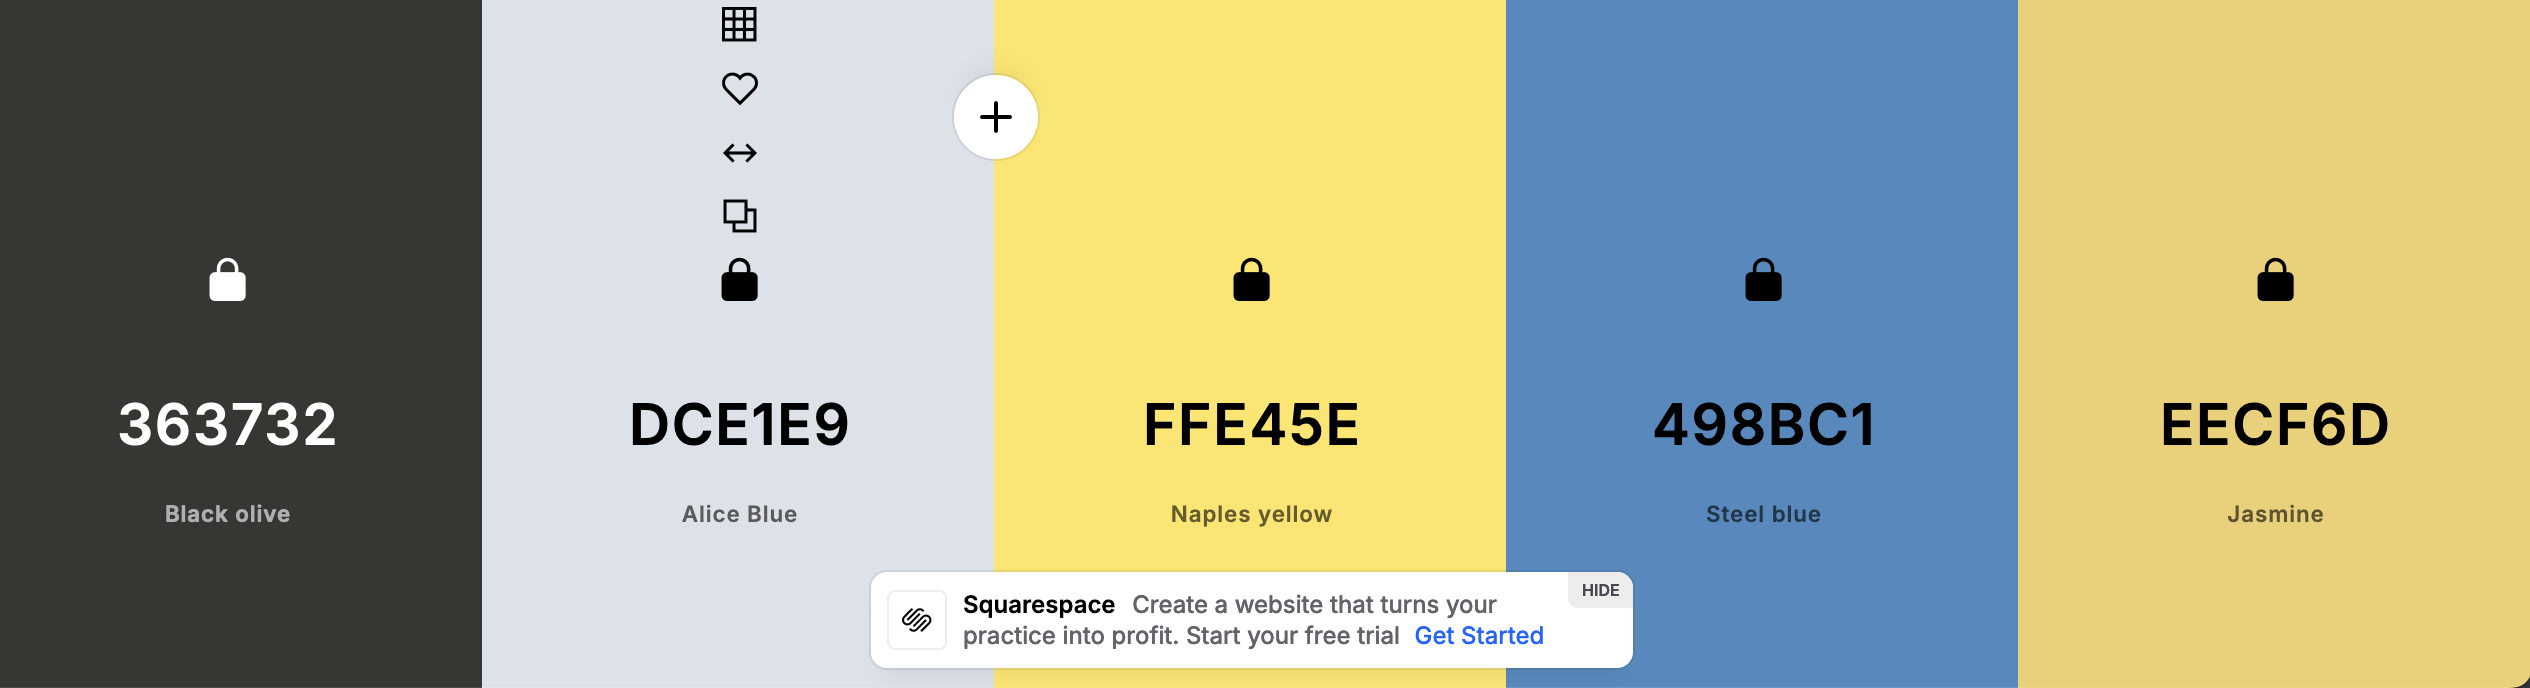 363732
Black olive
DCE1E9
Alice Blue
FFE45E
Naples yellow
498BC1
Steel blue
EECF6D
Jasmine
Squarespace Create a website that turns your
practice into profit. Start your free trial Get Started
HIDE